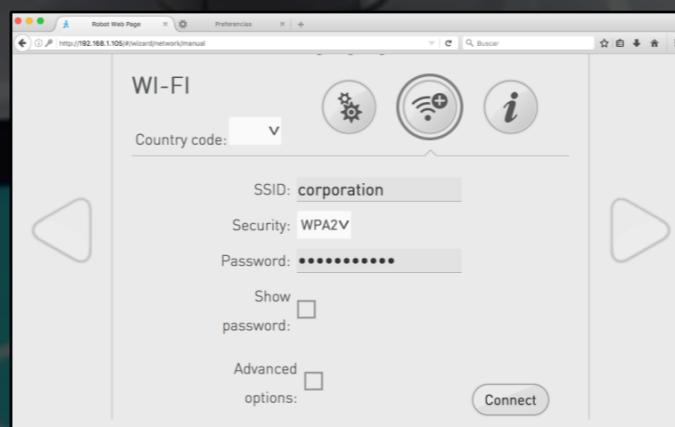 Robot Web Page
Preferencias
http://192.168.1.105/#/wizard/network/manual
Buscar
WI-FI
Country code:
SSID: corporation
Security: WPA2
Password: •••••••••••
Show
password:
Advanced
options:
Connect